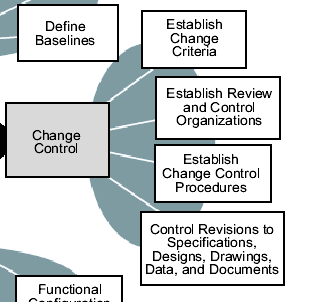 Define
Baselines
Establish
Change
Criteria
Establish Review
and Control
Organizations
Change
Control
Establish
Change Control
Procedures
Control Revisions to
Specifications,
Designs, Drawings,
Data, and Documents
Functional
Configuration